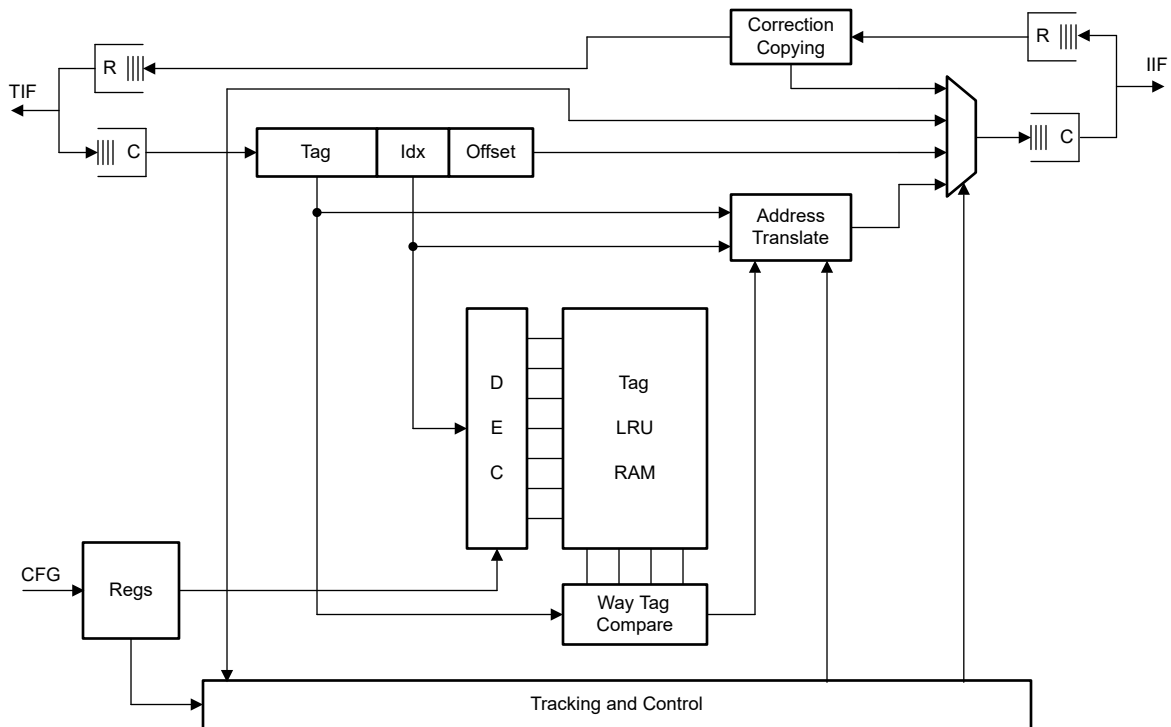 Correction
Copying
R
R
TIF
IIF
C
Tag
Idx
Offset
C
Address
Translate
D
E
C
Tag
LRU
RAM
CFG
Regs
Way Tag
Compare
Tracking and Control